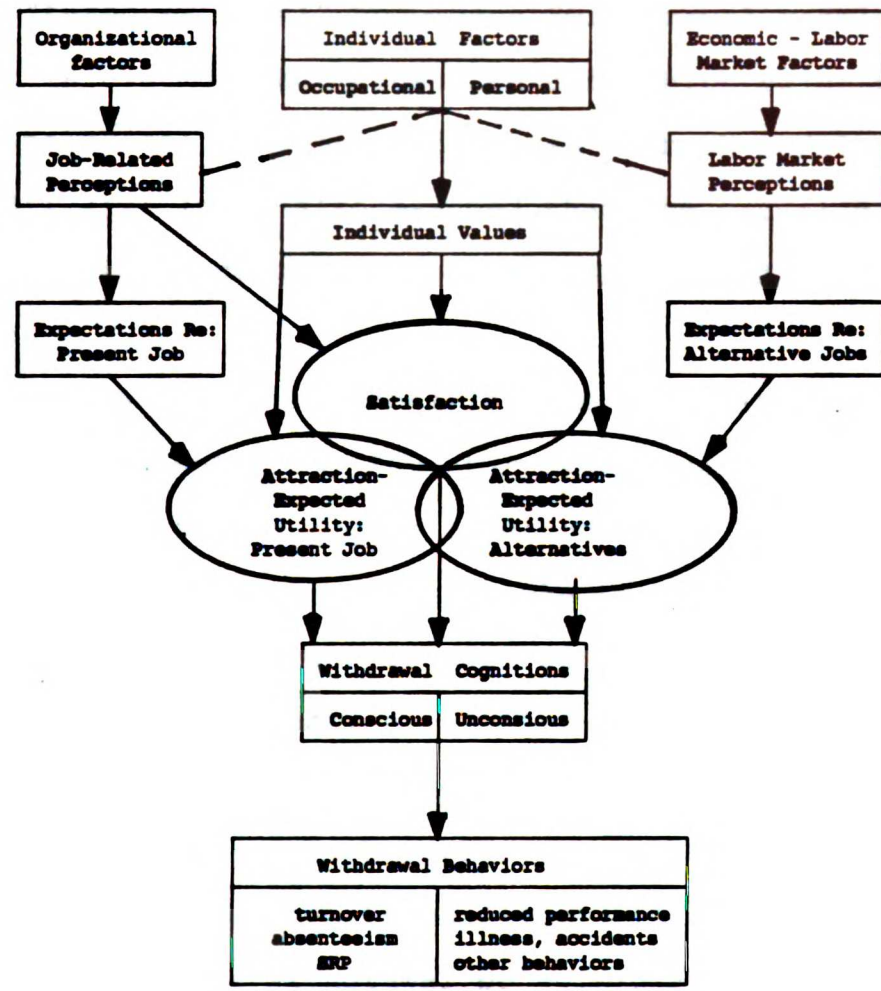 Organizational
factors
Individual Factors
Occupational Personal
Economic - Labor
Market Factors
Job-Related
Perceptions
Labor Market
Perceptions
Individual Values
Expectations Re:
Present Job
Expectations Re:
Alternative Jobs
Satisfaction
Attraction-
Expected
Utility:
Present Job
Attraction-
Expected
Utility:
Alternatives
Withdrawal Cognitions
Conscious Unconsious
Withdrawal Behaviors
turnover
absenteeism
ERP
reduced performance
illness, accidents
other behaviors